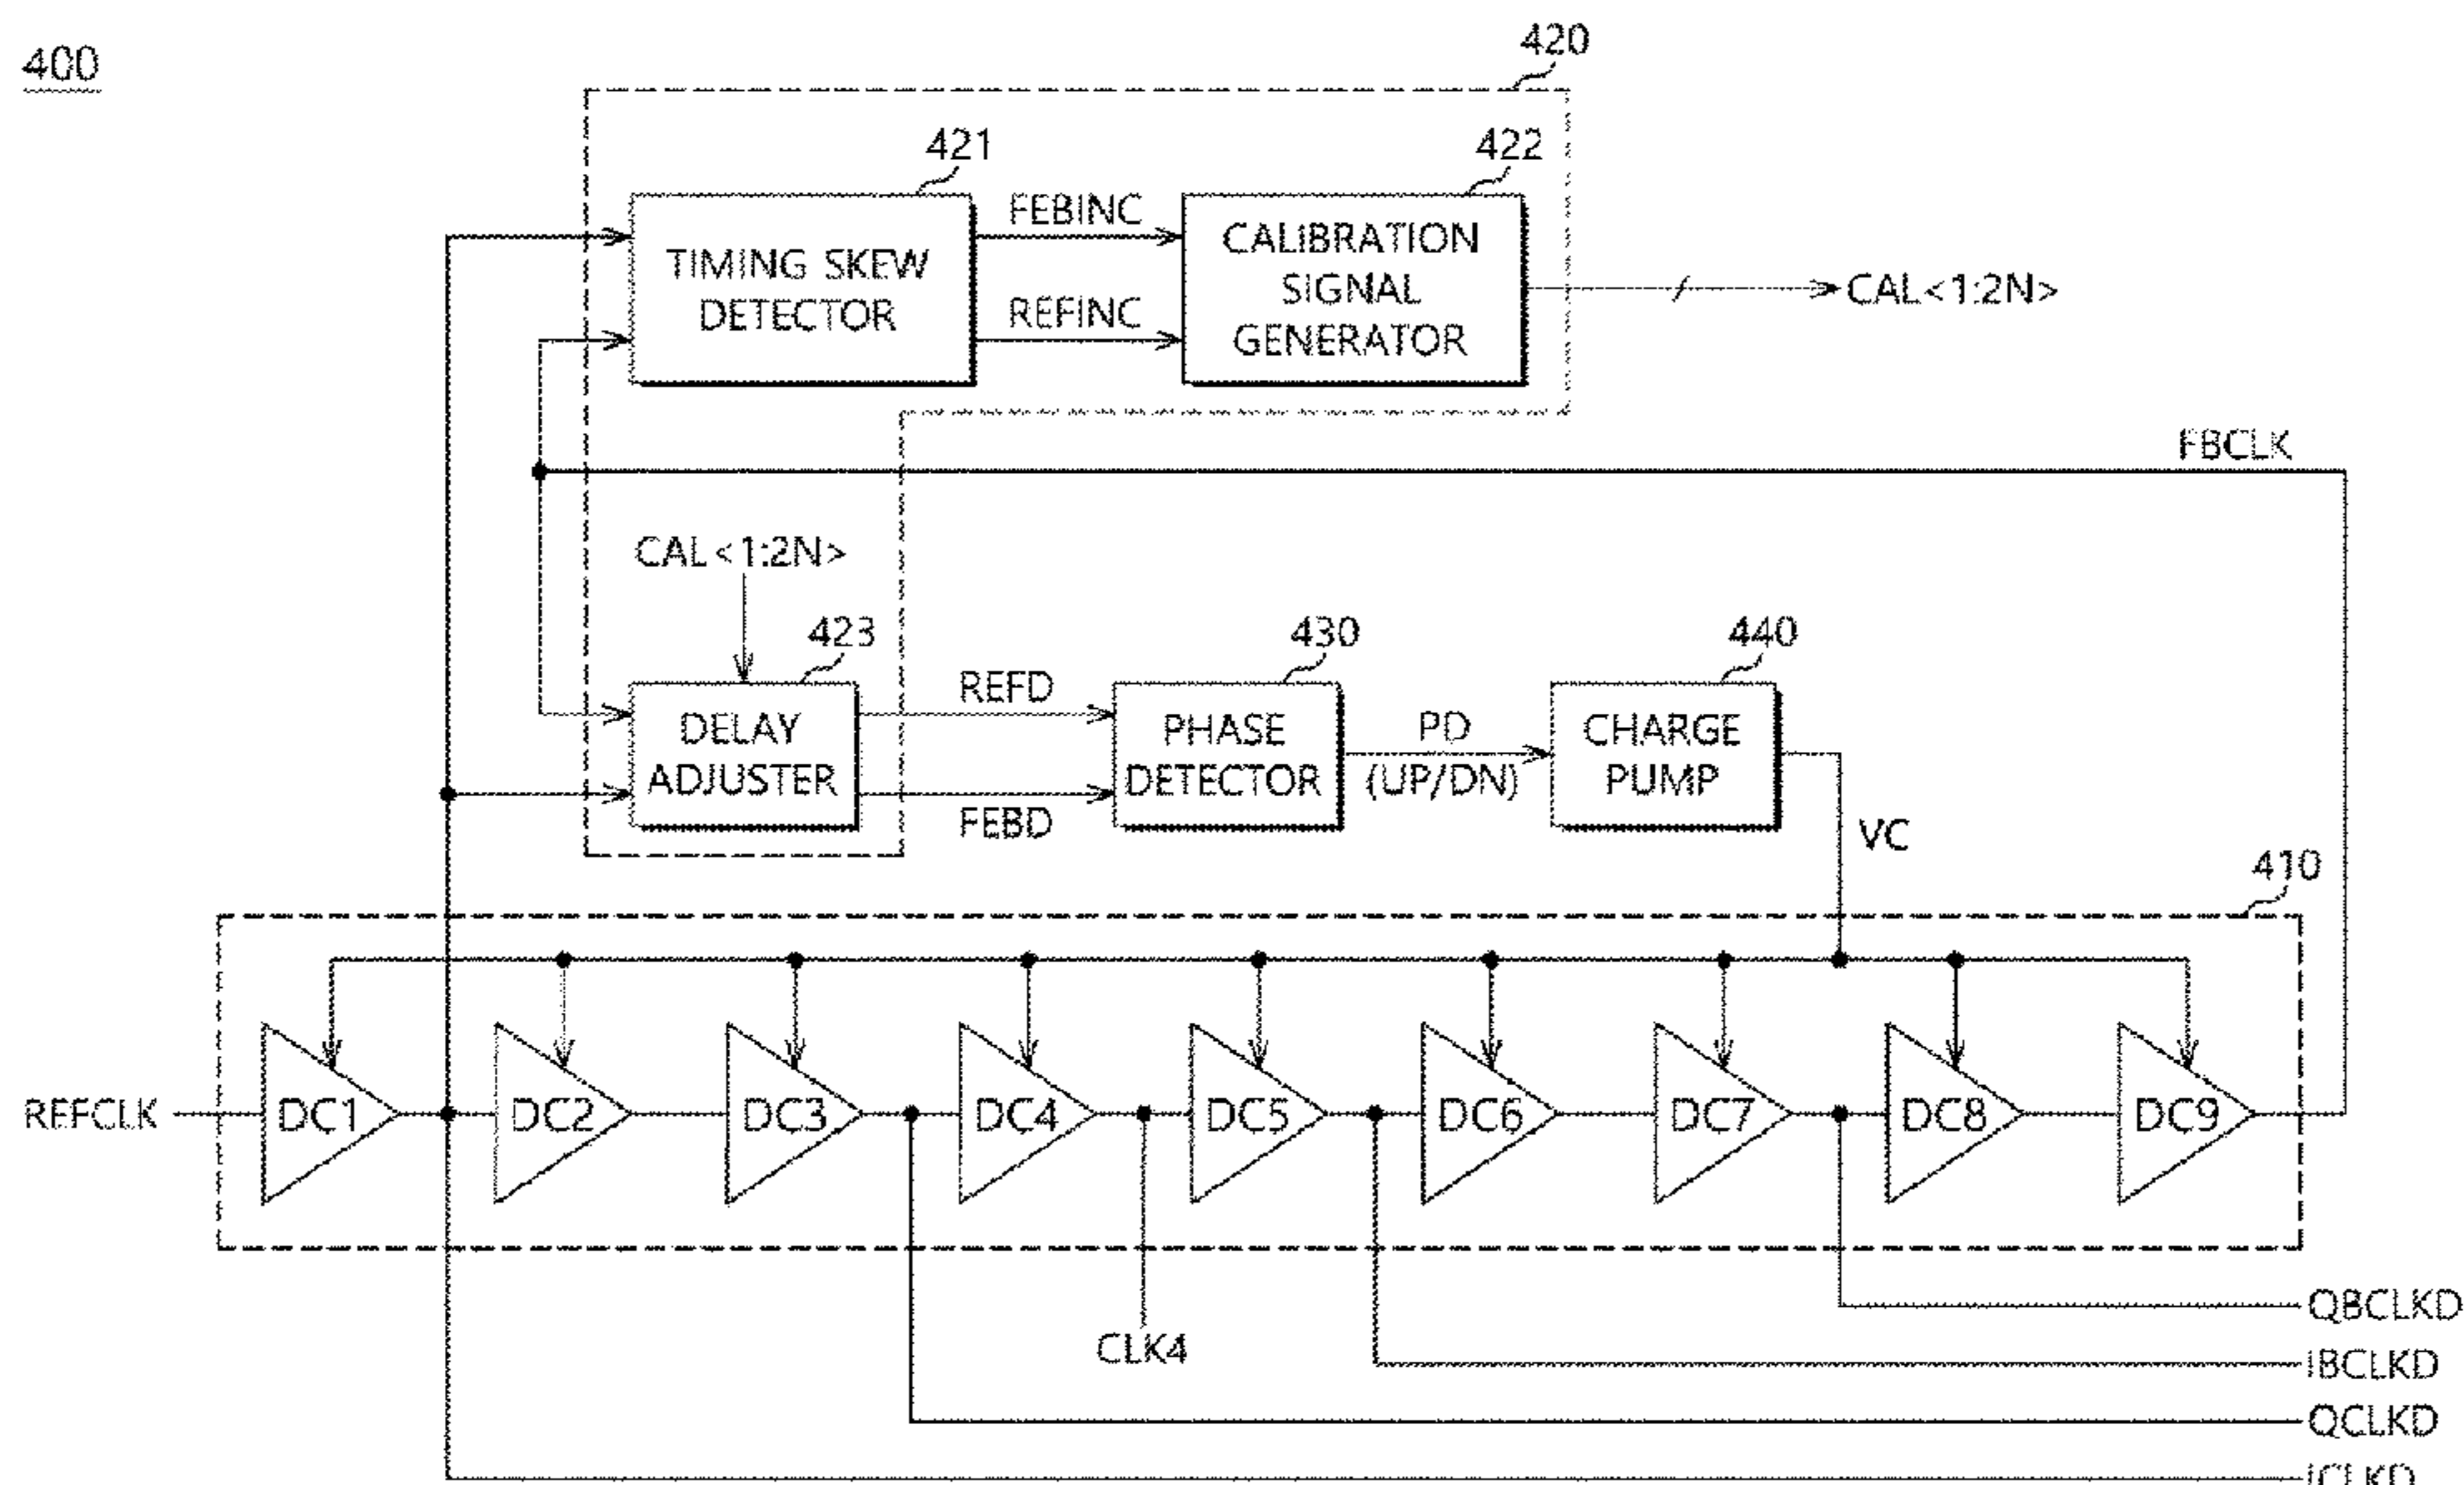 400
420
421
422
FEBINC
TIMING SKEW
DETECTOR
REFINC
CALIBRATION
SIGNAL
GENERATOR
CAL<1:2N>
FBCLK
CAL<1:2N>
423
430
440
REFD
DELAY
ADJUSTER
FEBD
PHASE
DETECTOR
PD
(UP/DN)
CHARGE
PUMP
VC
410
REFCLK
DC1
DC2
DC3
DC4
DC5
DC6
DC7
DC8
DC9
CLK4
QBCLKD
IBCLKD
QCLKD
ICLKD